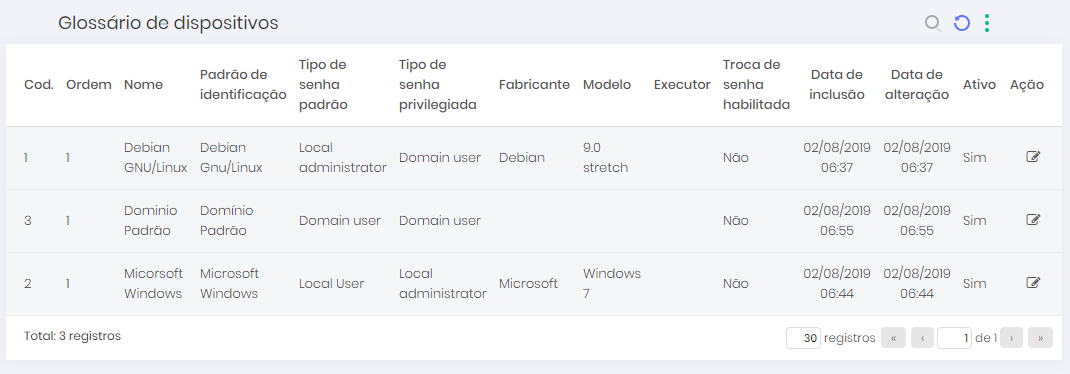 Glossário de dispositivos
Cod. Ordem Nome Padrão de identificação Tipo de senha padrão Tipo de senha privilegiada Fabricante Modelo Executor Troca de senha habilitada Data de inclusão Data de alteração Ativo Ação
1 1 Debian GNU/Linux Debian Gnu/Linux Local administrator Domain user Debian 9.0 stretch Não 02/08/2019 06:37 02/08/2019 06:37 Sim
3 1 Dominio Padrão Domínio Padrão Domain user Domain user Não 02/08/2019 06:55 02/08/2019 06:55 Sim
2 1 Micorsoft Windows Microsoft Windows Local User Local administrator Microsoft Windows 7 Não 02/08/2019 06:44 02/08/2019 06:44 Sim
Total: 3 registros 30 registros « ‹ 1 de 1 › »